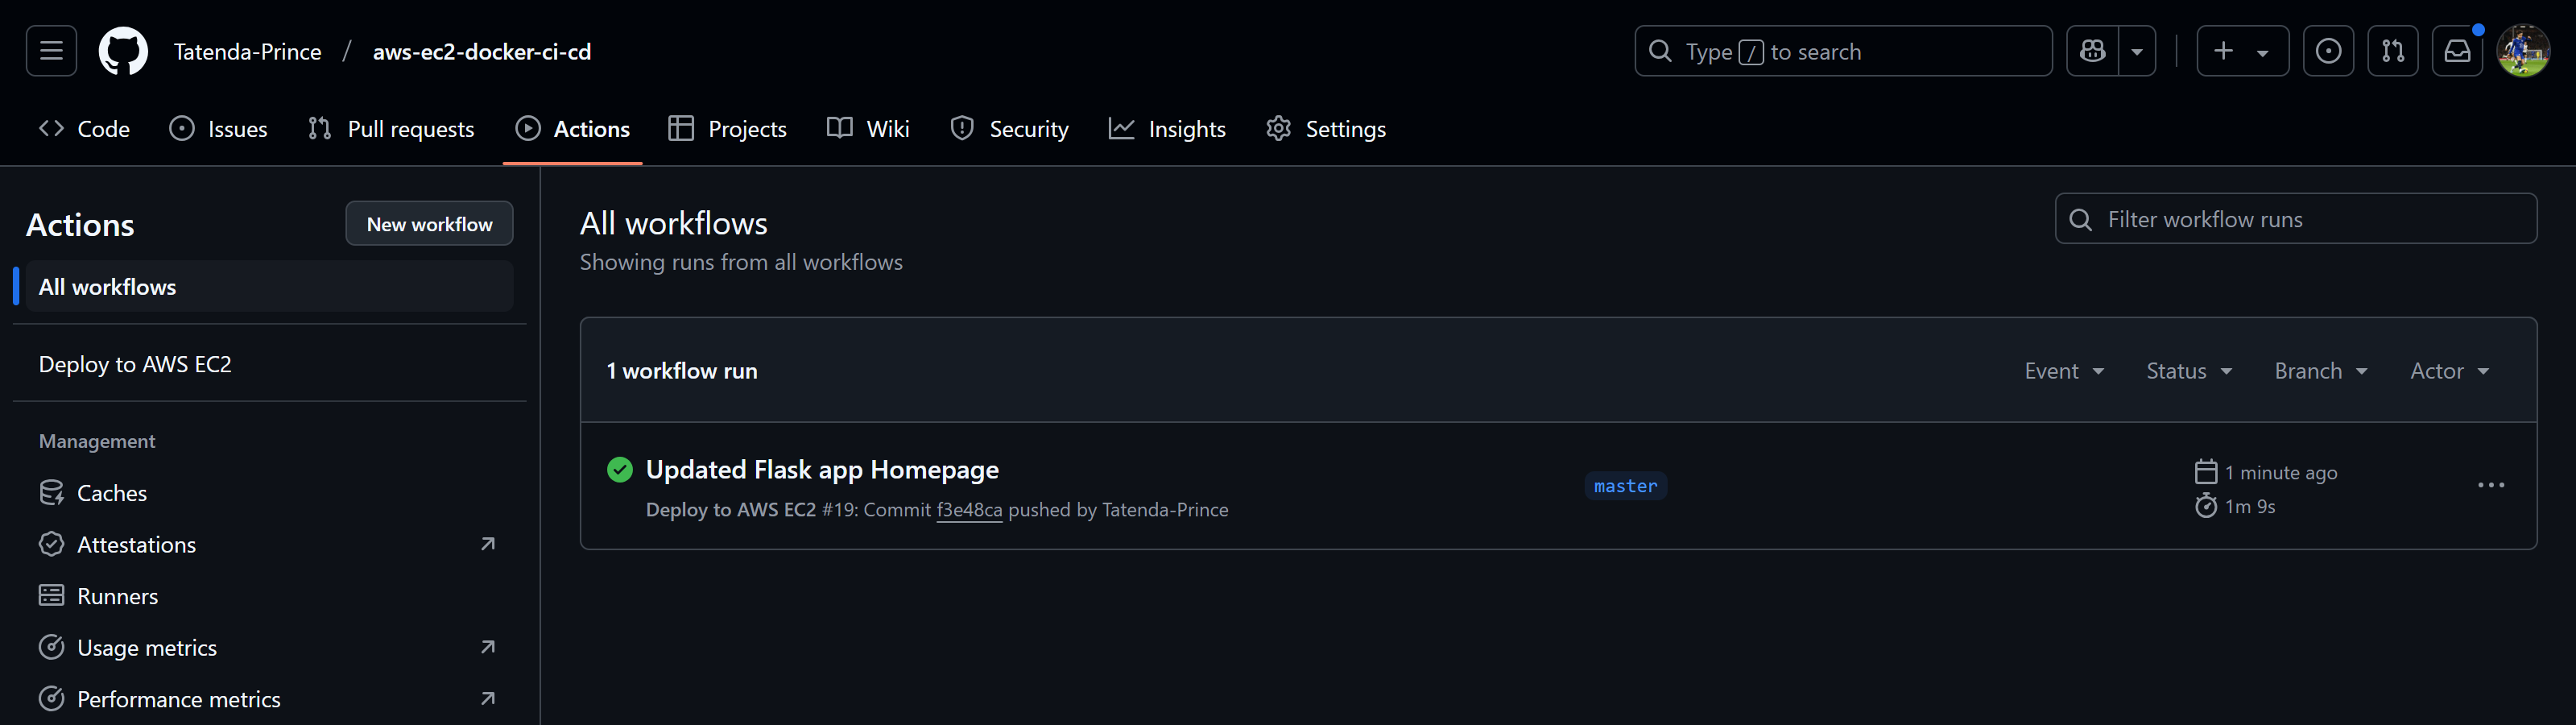 Tatenda-Prince / aws-ec2-docker-ci-cd
Type / to search
Code
Issues
Pull requests
Actions
Projects
Wiki
Security
Insights
Settings
Actions
New workflow
All workflows
Deploy to AWS EC2
Management
Caches
Attestations
Runners
Usage metrics
Performance metrics
All workflows
Showing runs from all workflows
Filter workflow runs
1 workflow run
Event
Status
Branch
Actor
Updated Flask app Homepage
Deploy to AWS EC2 #19: Commit f3e48ca pushed by Tatenda-Prince
master
1 minute ago
1m 9s